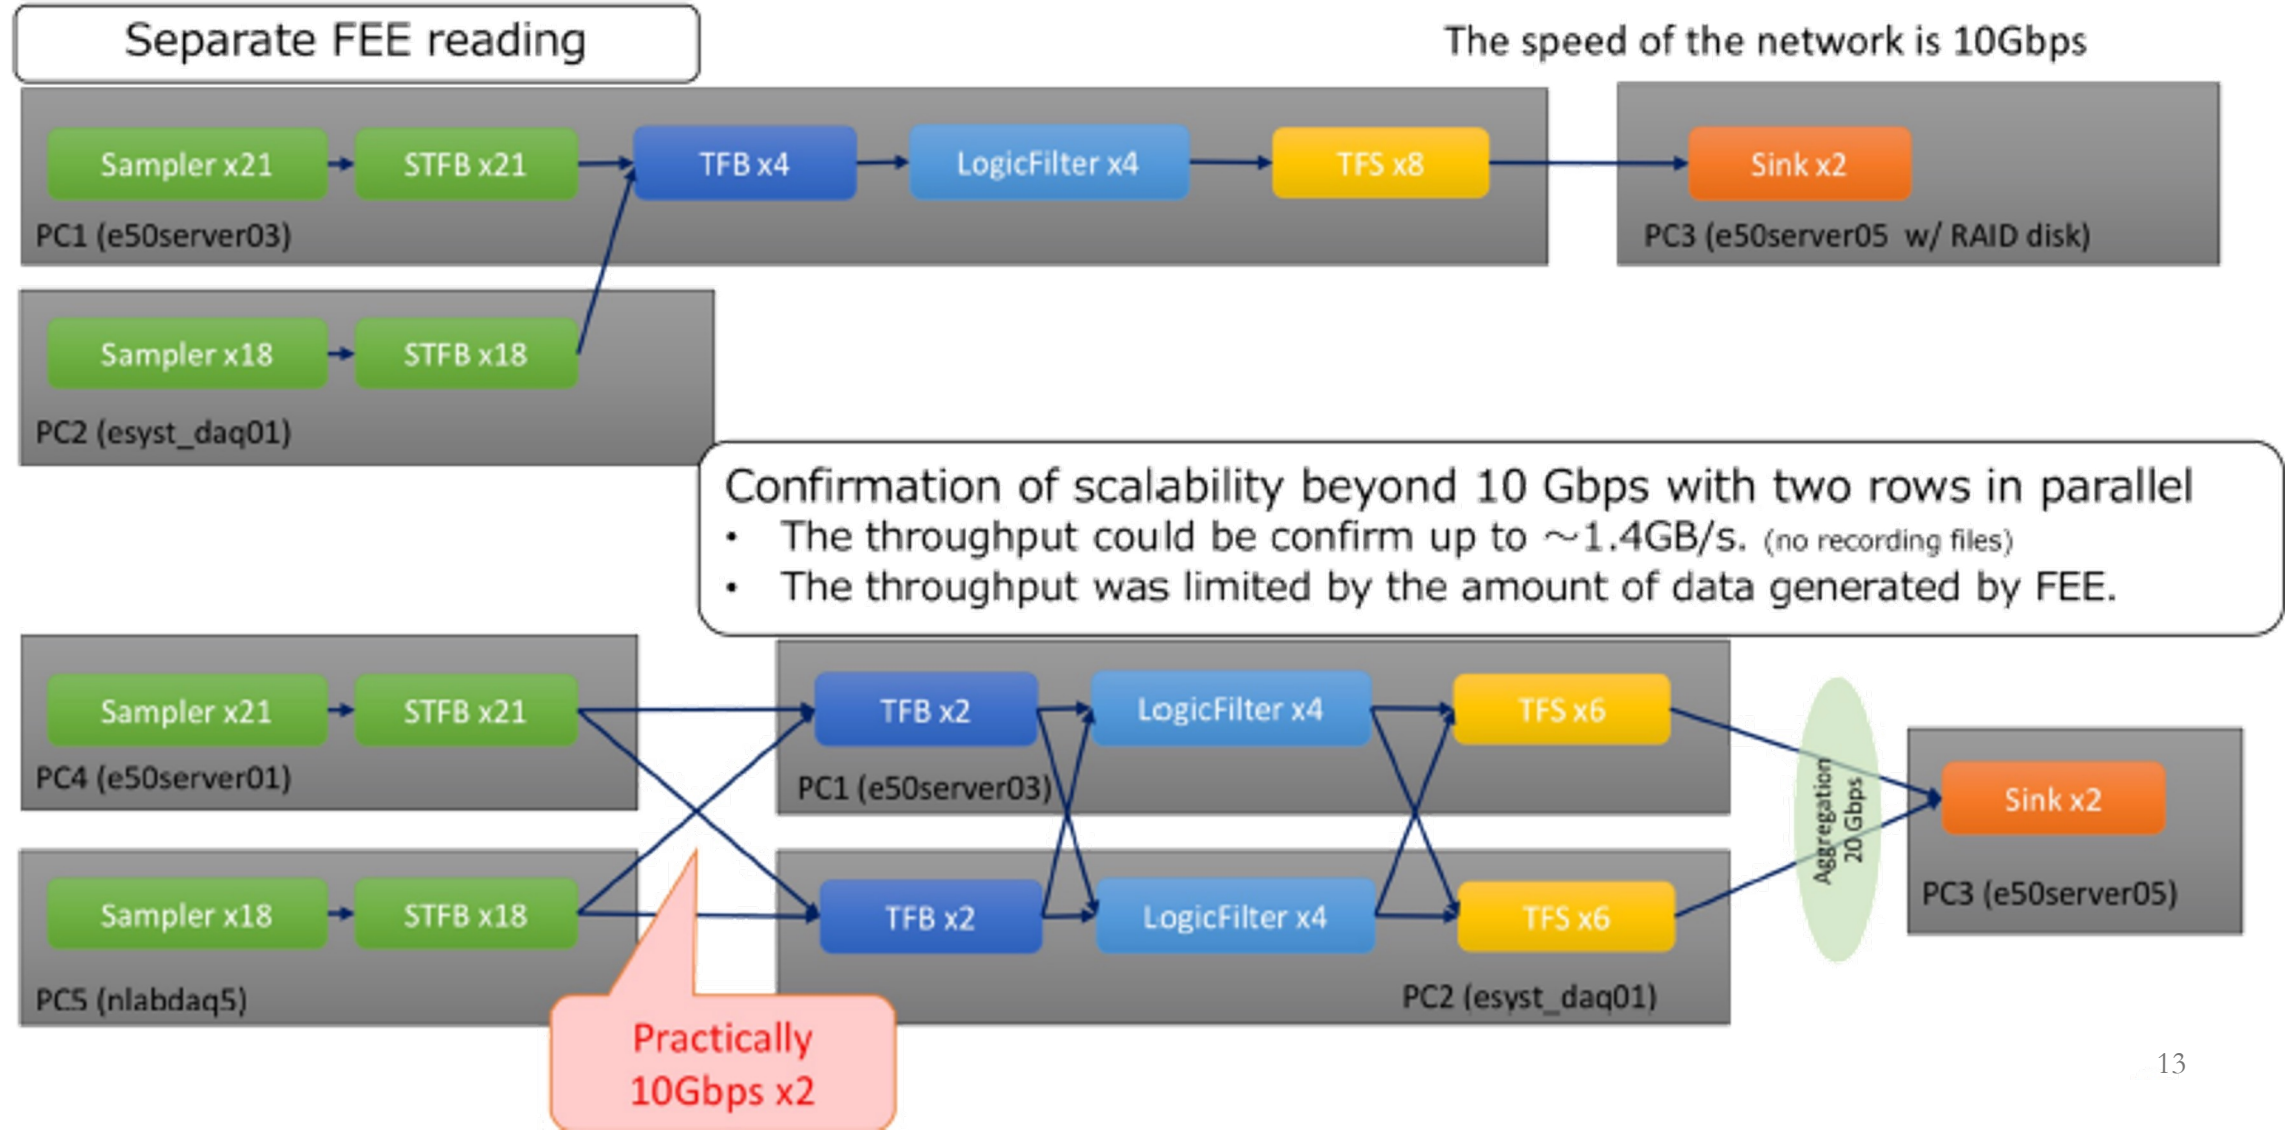 Separate FEE reading
The speed of the network is 10Gbps
Sampler x21
STFB x21
TFB x4
LogicFilter x4
TFS x8
Sink x2
PC1 (e50server03)
PC3 (e50server05 w/ RAID disk)
Sampler x18
STFB x18
PC2 (esyst_daq01)
Confirmation of scalability beyond 10 Gbps with two rows in parallel
• The throughput could be confirm up to ~1.4GB/s. (no recording files)
• The throughput was limited by the amount of data generated by FEE.
Sampler x21
STFB x21
TFB x2
LogicFilter x4
TFS x6
PC4 (e50server01)
PC1 (e50server03)
Aggregation
20 Gbps
Sink x2
PC3 (e50server05)
Sampler x18
STFB x18
TFB x2
LogicFilter x4
TFS x6
PC5 (nlabdaq5)
PC2 (esyst_daq01)
Practically
10Gbps x2
13